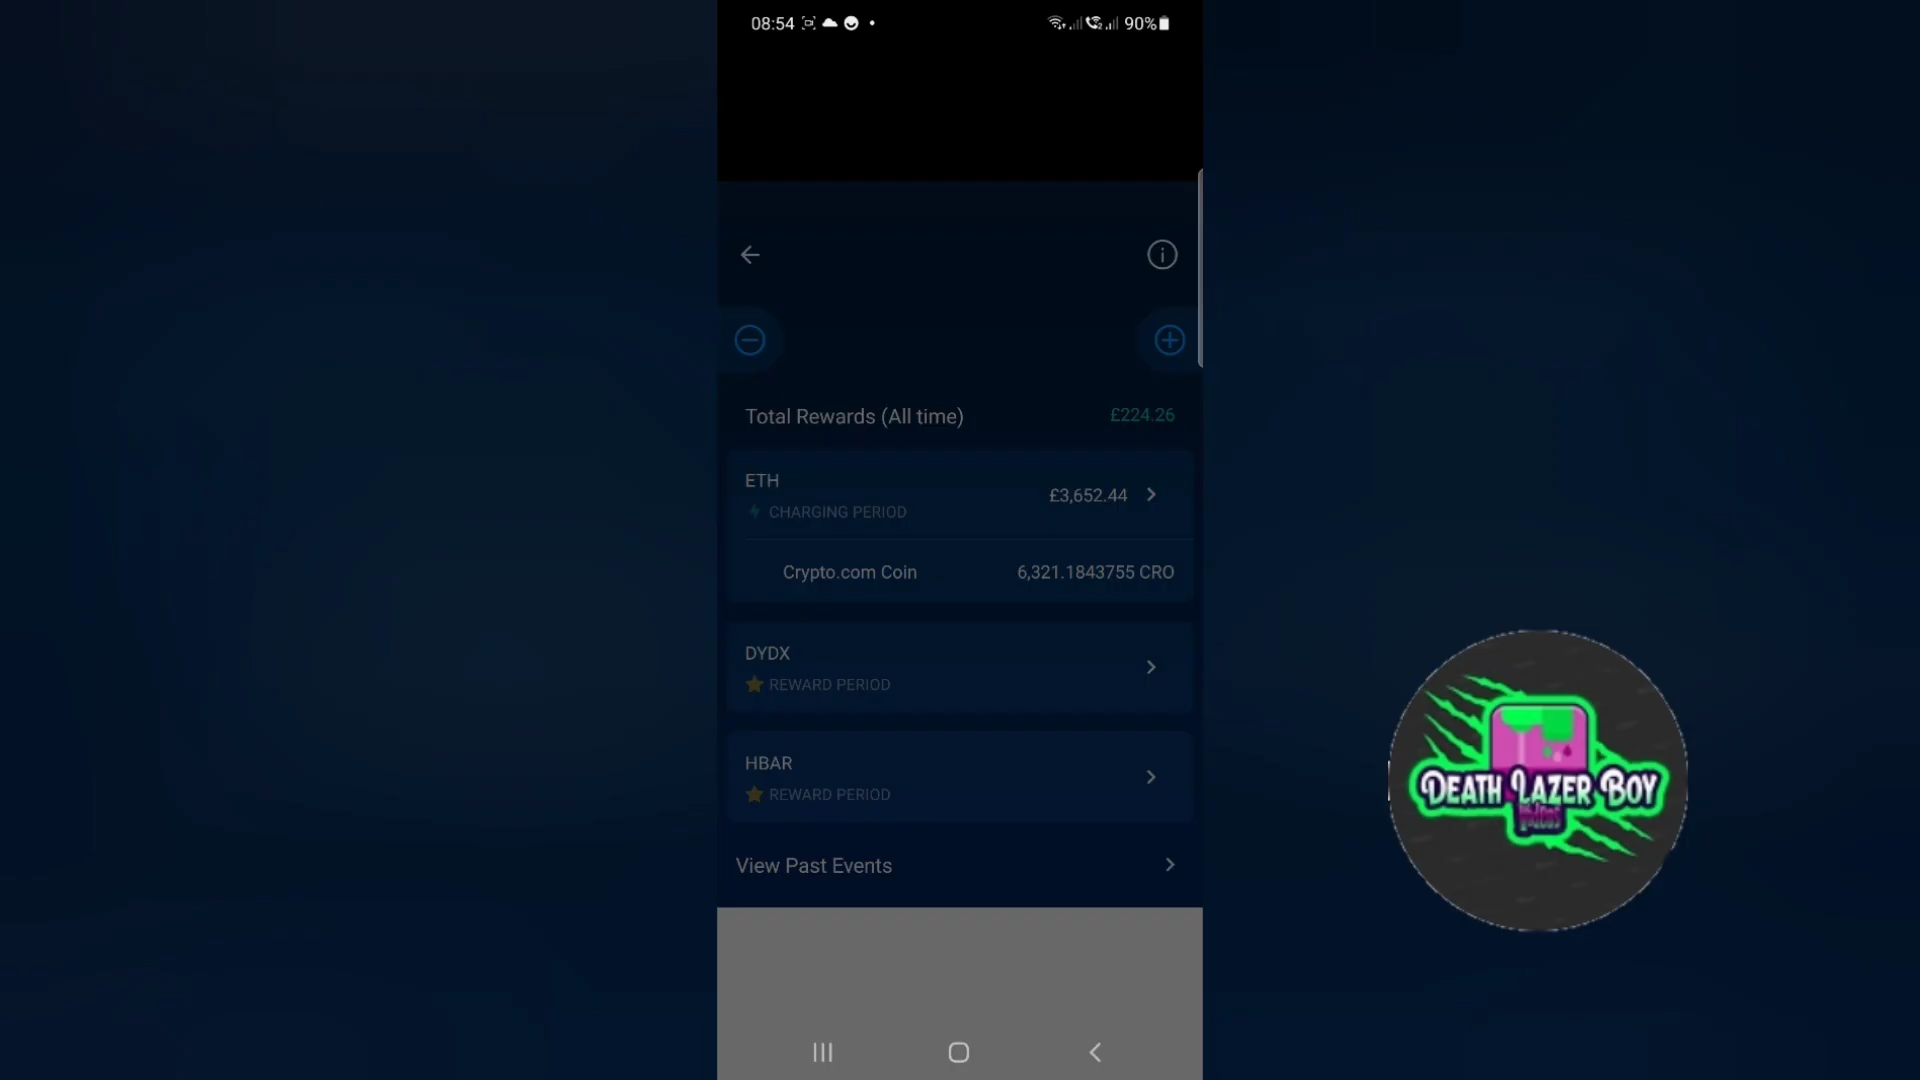 08:54
90%
Total Rewards (All time)
£224.26
ETH
£3,652.44
CHARGING PERIOD
Crypto.com Coin
6,321.1843755 CRO
DYDX
REWARD PERIOD
HBAR
REWARD PERIOD
View Past Events
DEATH LAZER BOY